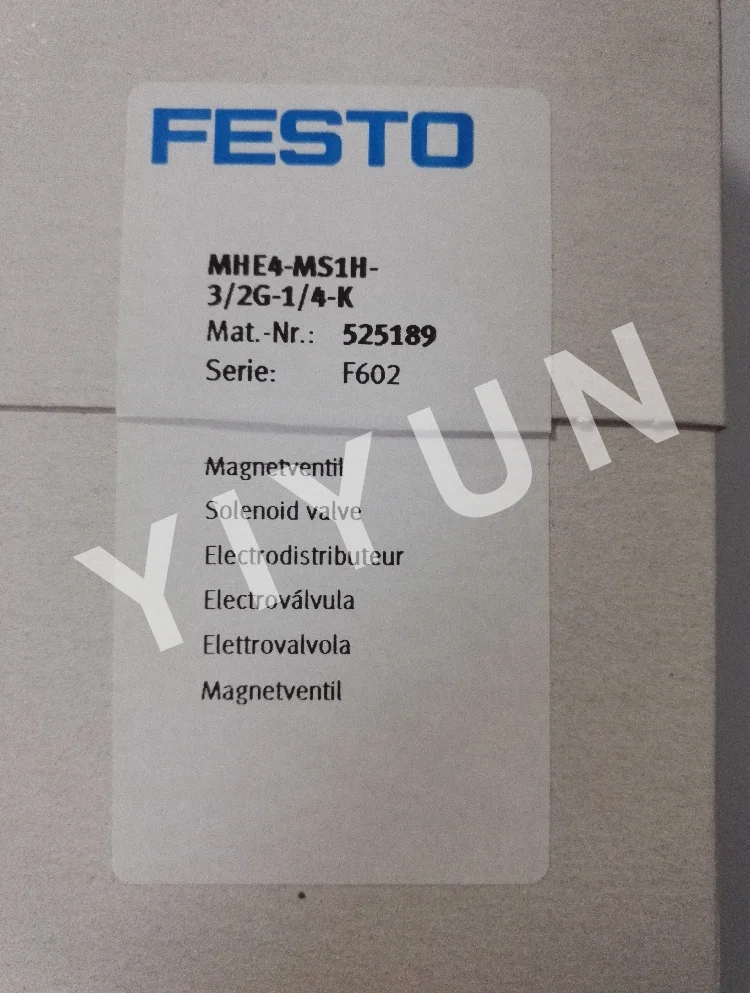 FESTO
MHE4-MS1H-
3/2G-1/4-K
Mat.-Nr.: 525189
Serie: F602
Magnetventil
Solenoid valve
Electrodistributeur
Electroválvula
Elettrovalvola
Magnetventil
YIYUN